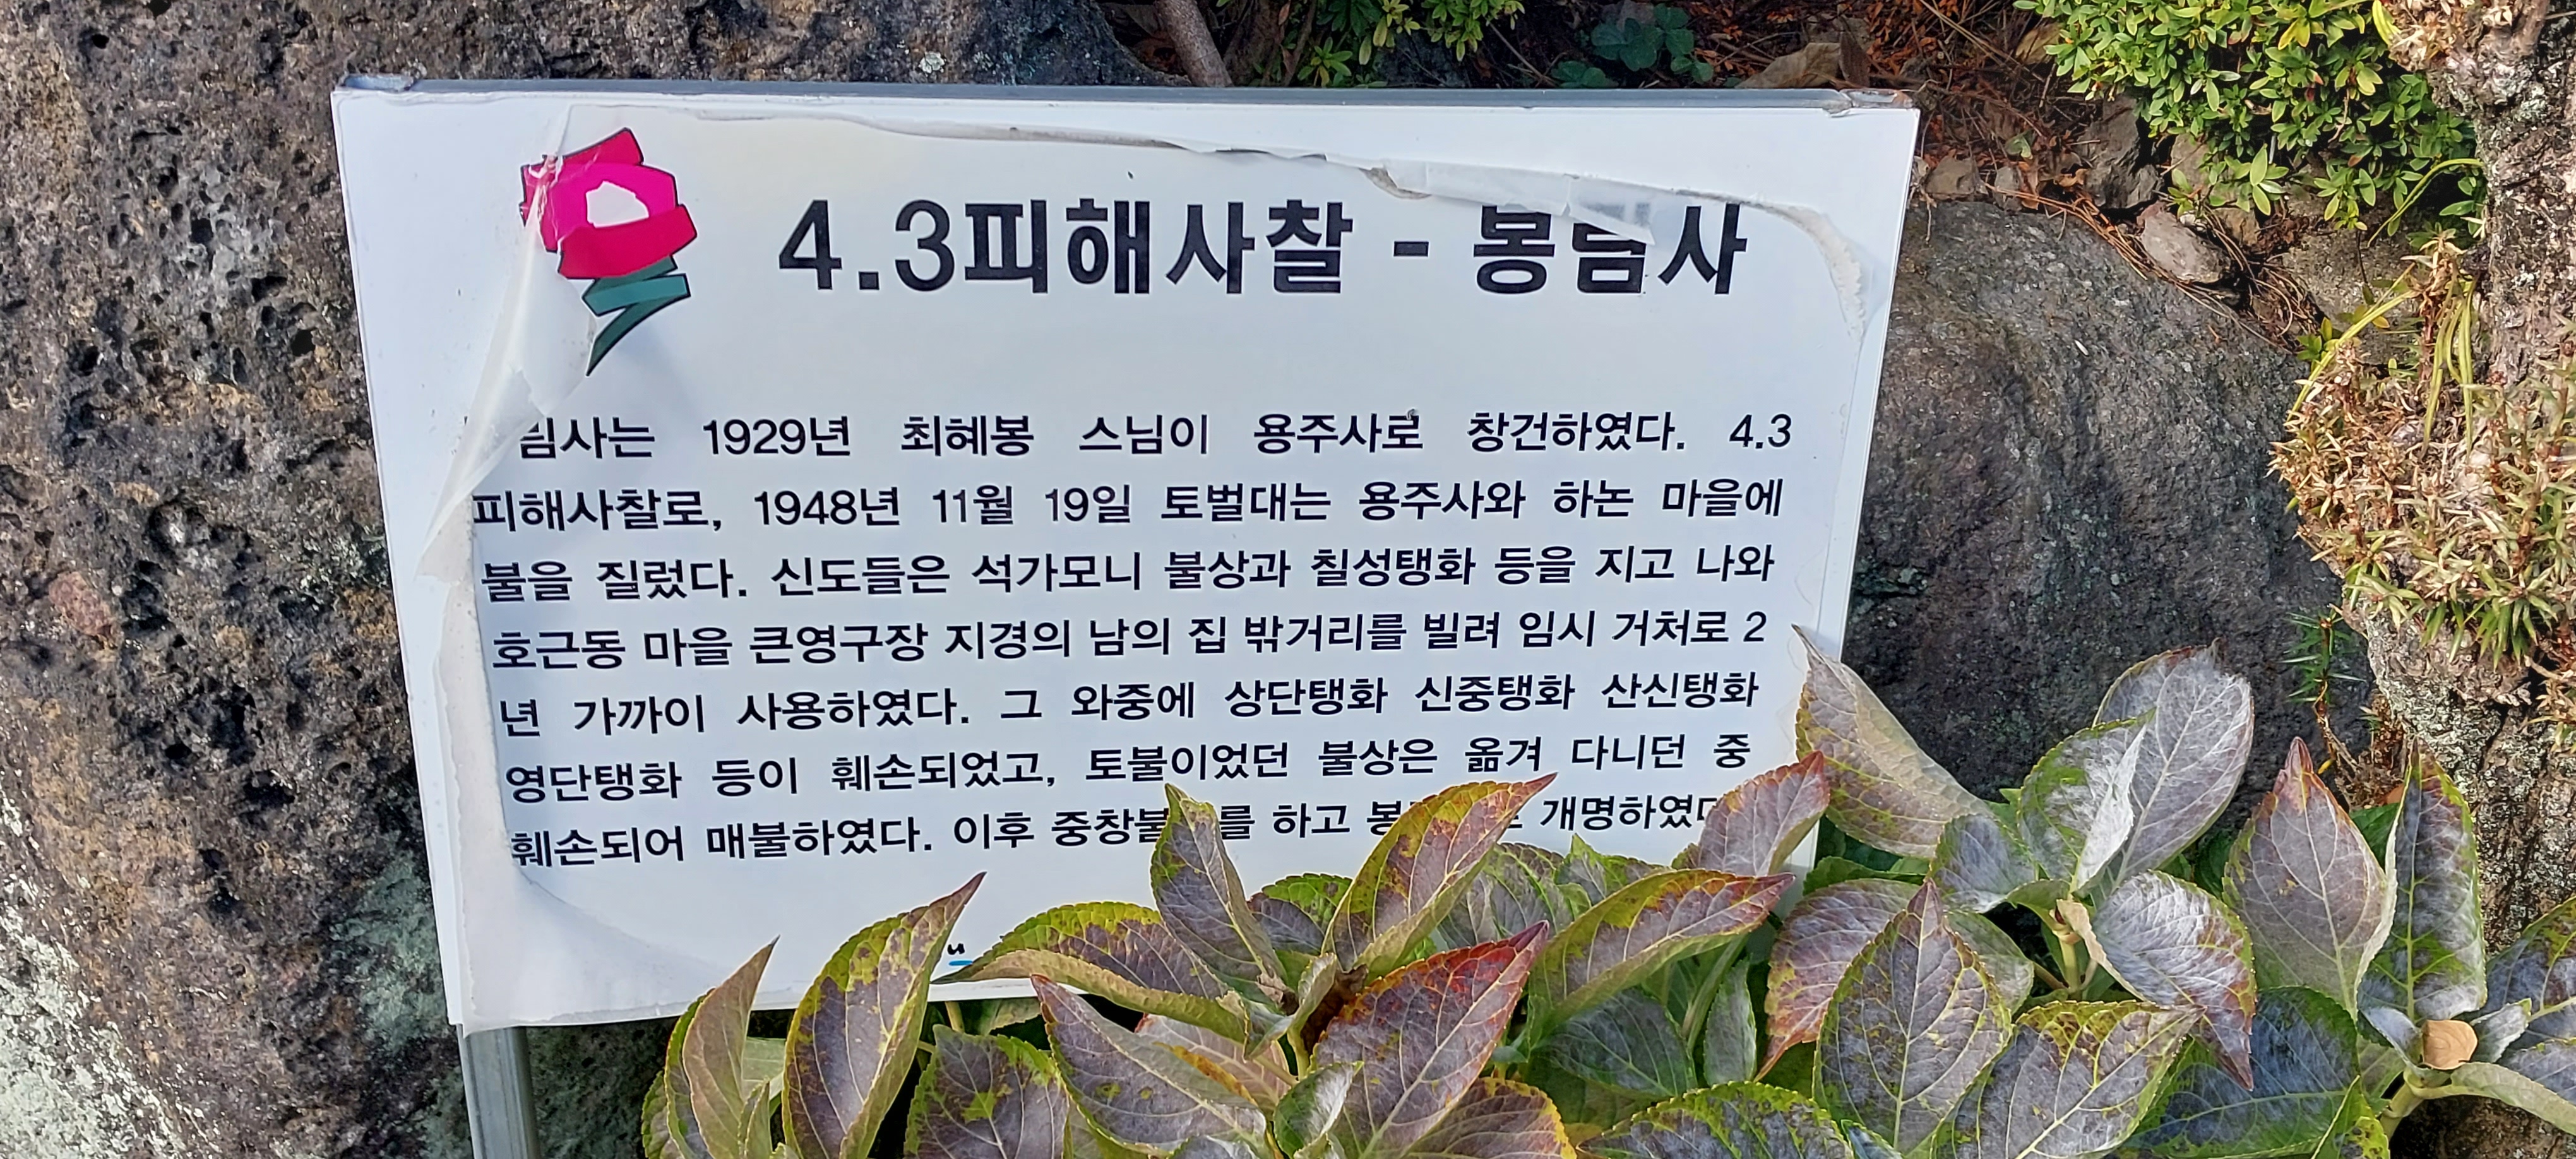 4.3피해사찰 - 봉림사
림사는 1929년 최혜봉 스님이 용주사로 창건하였다. 4.3
피해사찰로, 1948년 11월 19일 토벌대는 용주사와 하논 마을에
불을 질렀다. 신도들은 석가모니 불상과 칠성탱화 등을 지고 나와
호근동 마을 큰영구장 지경의 남의 집 밖거리를 빌려 임시 거처로 2
년 가까이 사용하였다. 그 와중에 상단탱화 신중탱화 산신탱화
영단탱화 등이 훼손되었고, 토불이었던 불상은 옮겨 다니던 중
훼손되어 매불하였다. 이후 하고 개명하였다